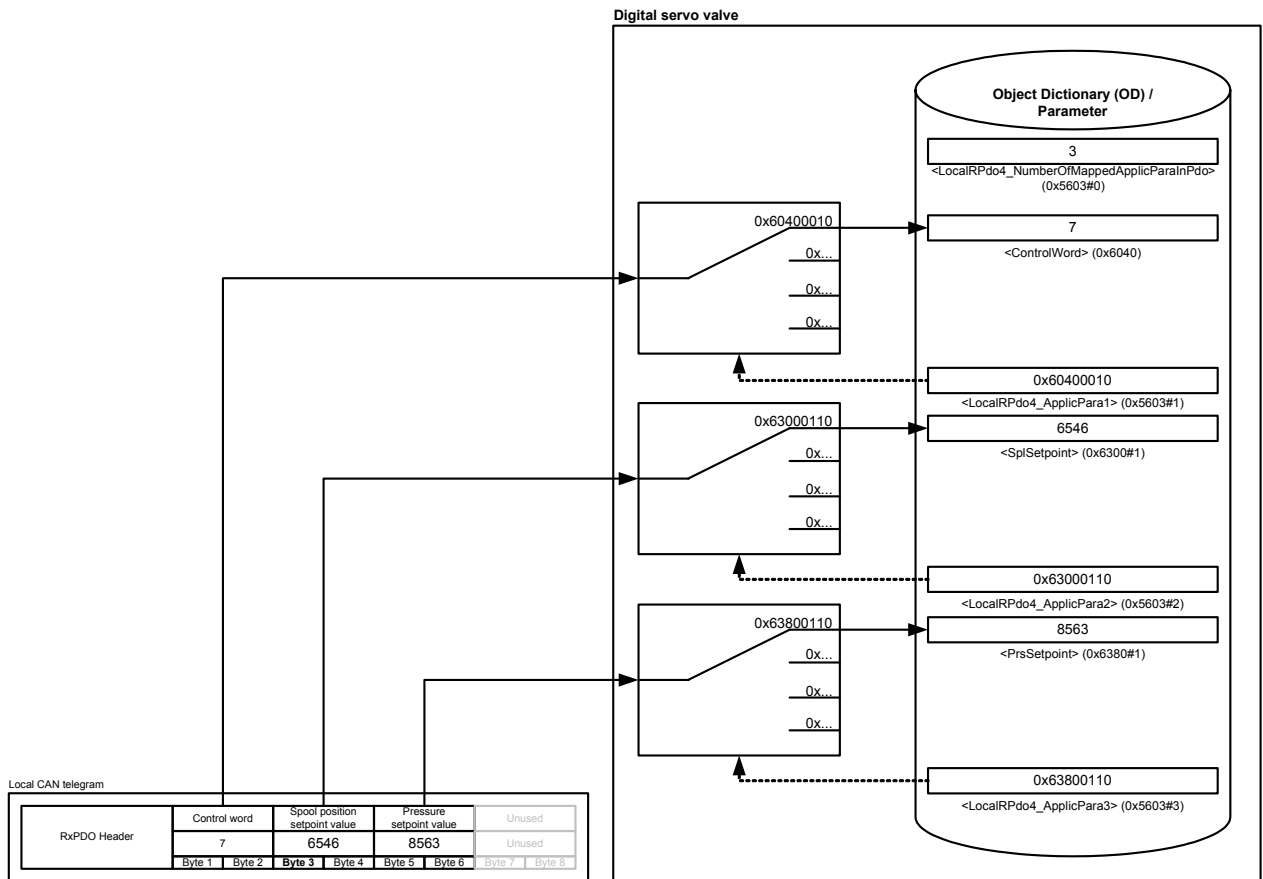 Digital servo valve
Object Dictionary (OD) /
Parameter
3
<LocalRPdo4_NumberOfMappedApplicParaInPdo>
(0x5603#0)
0x60400010
0x...
0x...
0x...
7
<ControlWord> (0x6040)
0x60400010
<LocalRPdo4_ApplicPara1> (0x5603#1)
0x63000110
0x...
0x...
0x...
6546
<SplSetpoint> (0x6300#1)
0x63000110
<LocalRPdo4_ApplicPara2> (0x5603#2)
0x63800110
0x...
0x...
0x...
8563
<PrsSetpoint> (0x6380#1)
0x63800110
<LocalRPdo4_ApplicPara3> (0x5603#3)
Local CAN telegram
RxPDO Header
Control word
Spool position
setpoint value
Pressure
setpoint value
Unused
7
6546
8563
Unused
Byte 1
Byte 2
Byte 3
Byte 4
Byte 5
Byte 6
Byte 7
Byte 8